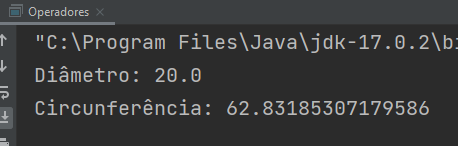 Operadores
"C:\Program Files\Java\jdk-17.0.2\bi
Diâmetro: 20.0
Circunferência: 62.83185307179586